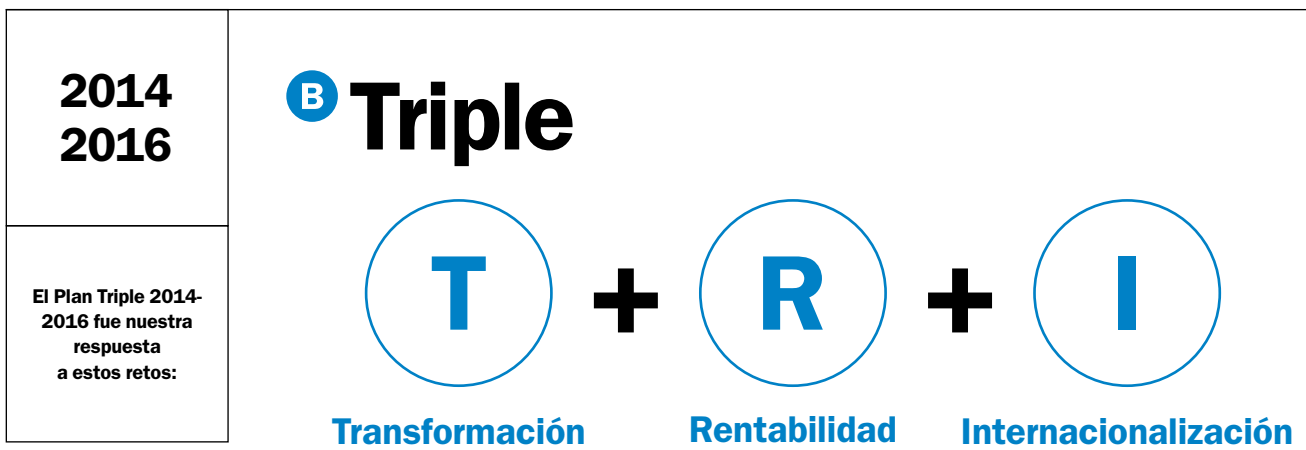 2014
2016
El Plan Triple 2014-
2016 fue nuestra
respuesta
a estos retos:
B Triple
T + R + I
Transformación Rentabilidad Internacionalización